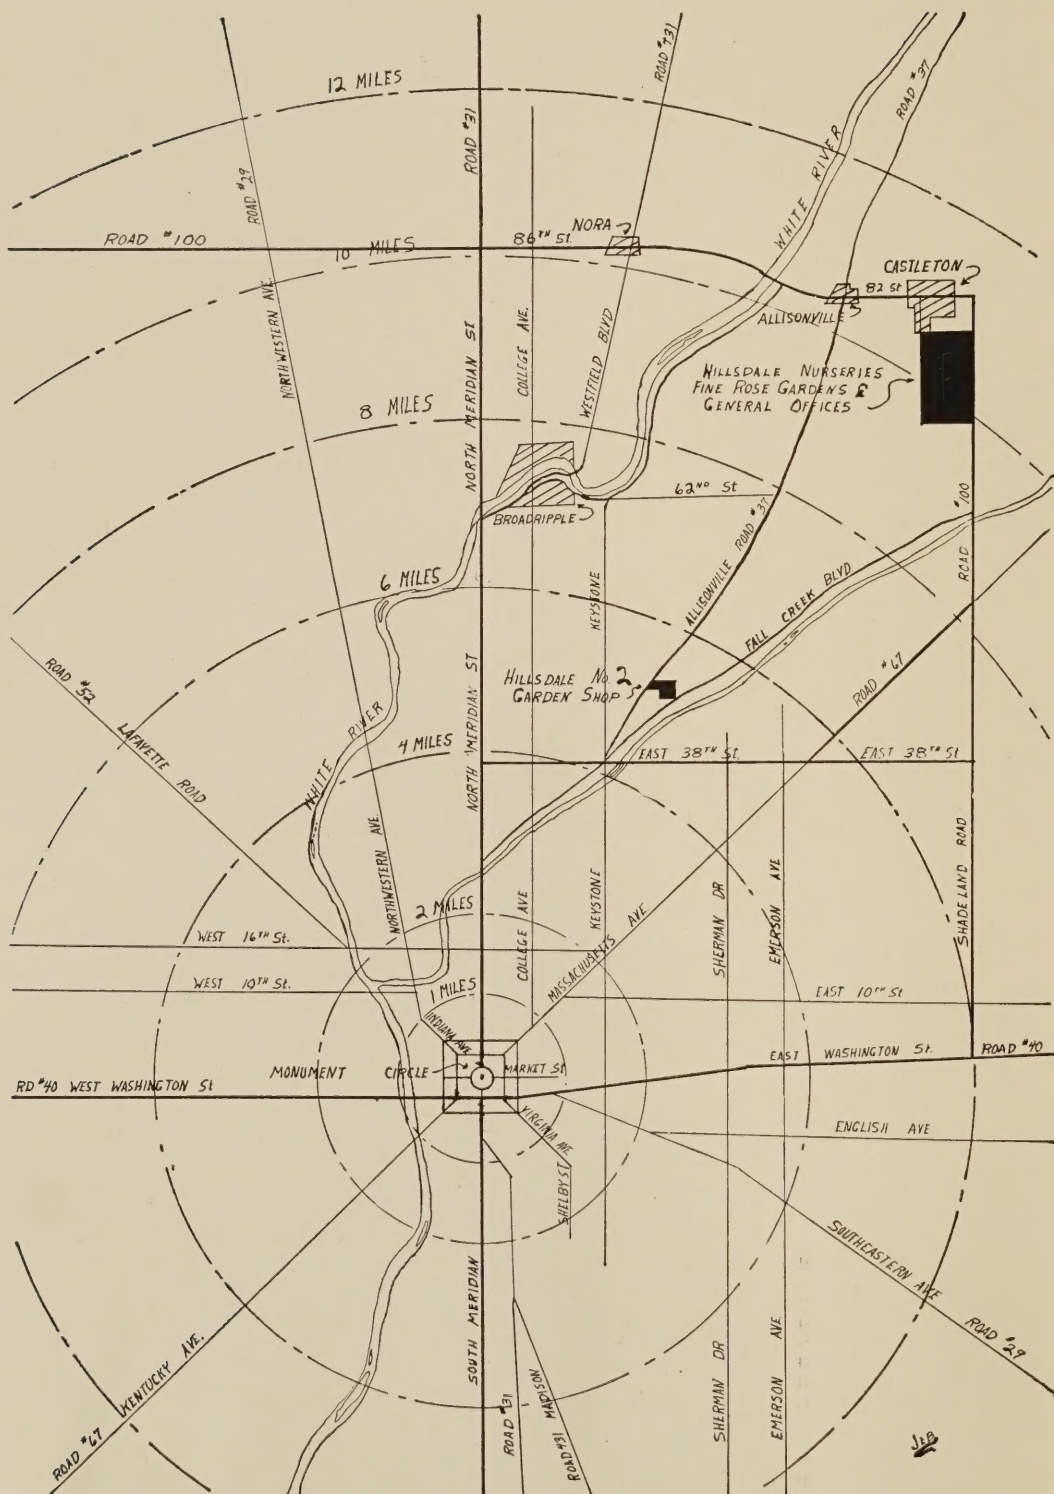 12 MILES
ROAD #31
ROAD #431
ROAD #37
WHITE RIVER
ROAD #29
NORA
ROAD #100
10 MILES
86TH St.
CASTLETON
82 St
ALLISONVILLE
NORTHWESTERN AVE.
NORTH MERIDIAN St
COLLEGE AVE.
WESTFIELD BLVD
HILLSDALE NURSERIES
FINE ROSE GARDENS &
GENERAL OFFICES
8 MILES
62ND St
BROADRIPPLE
ROAD #100
ALLISONVILLE ROAD #37
6 MILES
KEYSTONE
FALL CREEK BLVD
ROAD #52
LAFAYETTE ROAD
HILLSDALE No. 2
GARDEN SHOP
ROAD #67
NORTH MERIDIAN ST
WHITE RIVER
4 MILES
EAST 38TH St.
EAST 38TH St
NORTHWESTERN AVE.
SHADELAND ROAD
2 MILES
COLLEGE AVE
KEYSTONE
MASSACHUSETTS AVE
SHERMAN DR
EMERSON AVE
WEST 16TH St.
WEST 10TH St.
1 MILES
EAST 10TH St
INDIANA AVE
MONUMENT CIRCLE
MARKET St
EAST WASHINGTON St.
ROAD #40
RD #40 WEST WASHINGTON St
VIRGINIA AVE
ENGLISH AVE
SHELBY ST
SOUTHEASTERN AVE
ROAD #29
SOUTH MERIDIAN
KENTUCKY AVE.
ROAD #67
ROAD #31
ROAD 431 MADISON
SHERMAN DR
EMERSON AVE
JEB